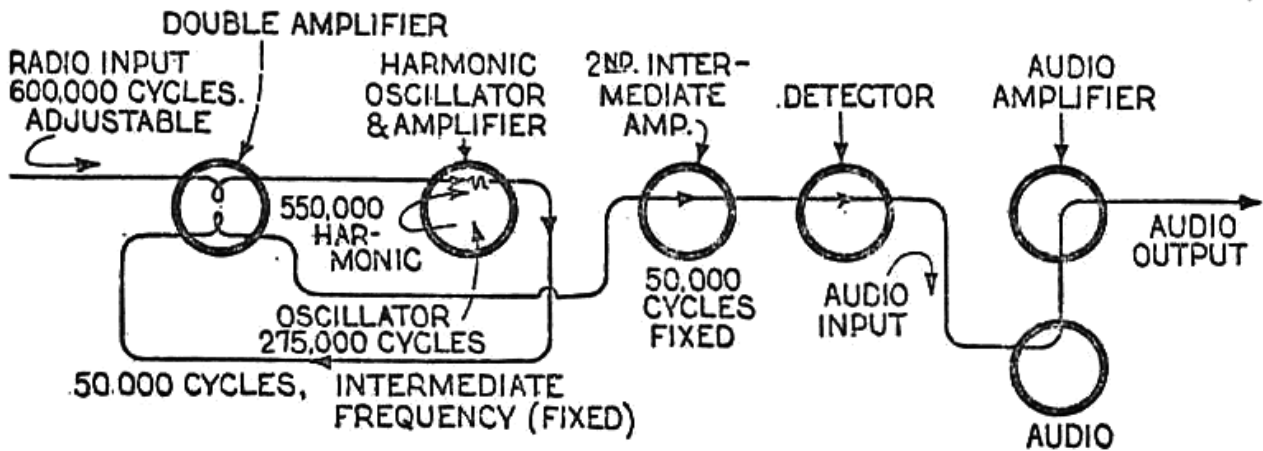 DOUBLE AMPLIFIER
RADIO INPUT
600,000 CYCLES.
ADJUSTABLE
HARMONIC
OSCILLATOR
& AMPLIFIER
2ND. INTER-
MEDIATE
AMP.
.DETECTOR
AUDIO
AMPLIFIER
550,000
HAR-
MONIC
OSCILLATOR
275,000 CYCLES
50,000
CYCLES
FIXED
AUDIO
INPUT
AUDIO
OUTPUT
.50.000 CYCLES, INTERMEDIATE
FREQUENCY (FIXED)
AUDIO